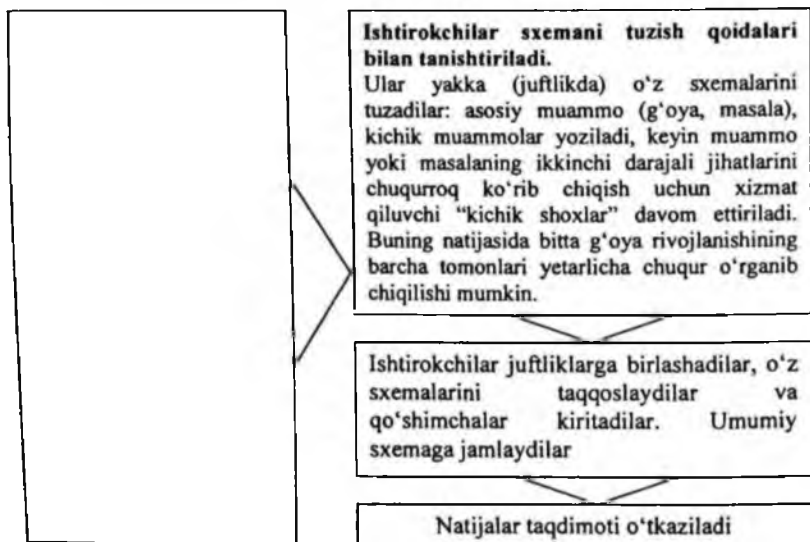 Ishtirokchilar sxemani tuzish qoidalari
bilan tanishtiriladi.
Ular yakka (juftlikda) o‘z sxemalarini
tuzadilar: asosiy muammo (g‘oya, masala),
kichik muammolar yoziladi, keyin muammo
yoki masalaning ikkinchi darajali jihatlarini
chuqurroq ko‘rib chiqish uchun xizmat
qiluvchi “kichik shoxlar” davom ettiriladi.
Buning natijasida bitta g‘oya rivojlanishining
barcha tomonlari yetarlicha chuqur o‘rganib
chiqilishi mumkin.
Ishtirokchilar juftliklarga birlashadilar, o‘z
sxemalarini taqqoslaydilar va
qo‘shimchalar kiritadilar. Umumiy
sxemaga jamlaydilar
Natijalar taqdimoti o‘tkaziladi